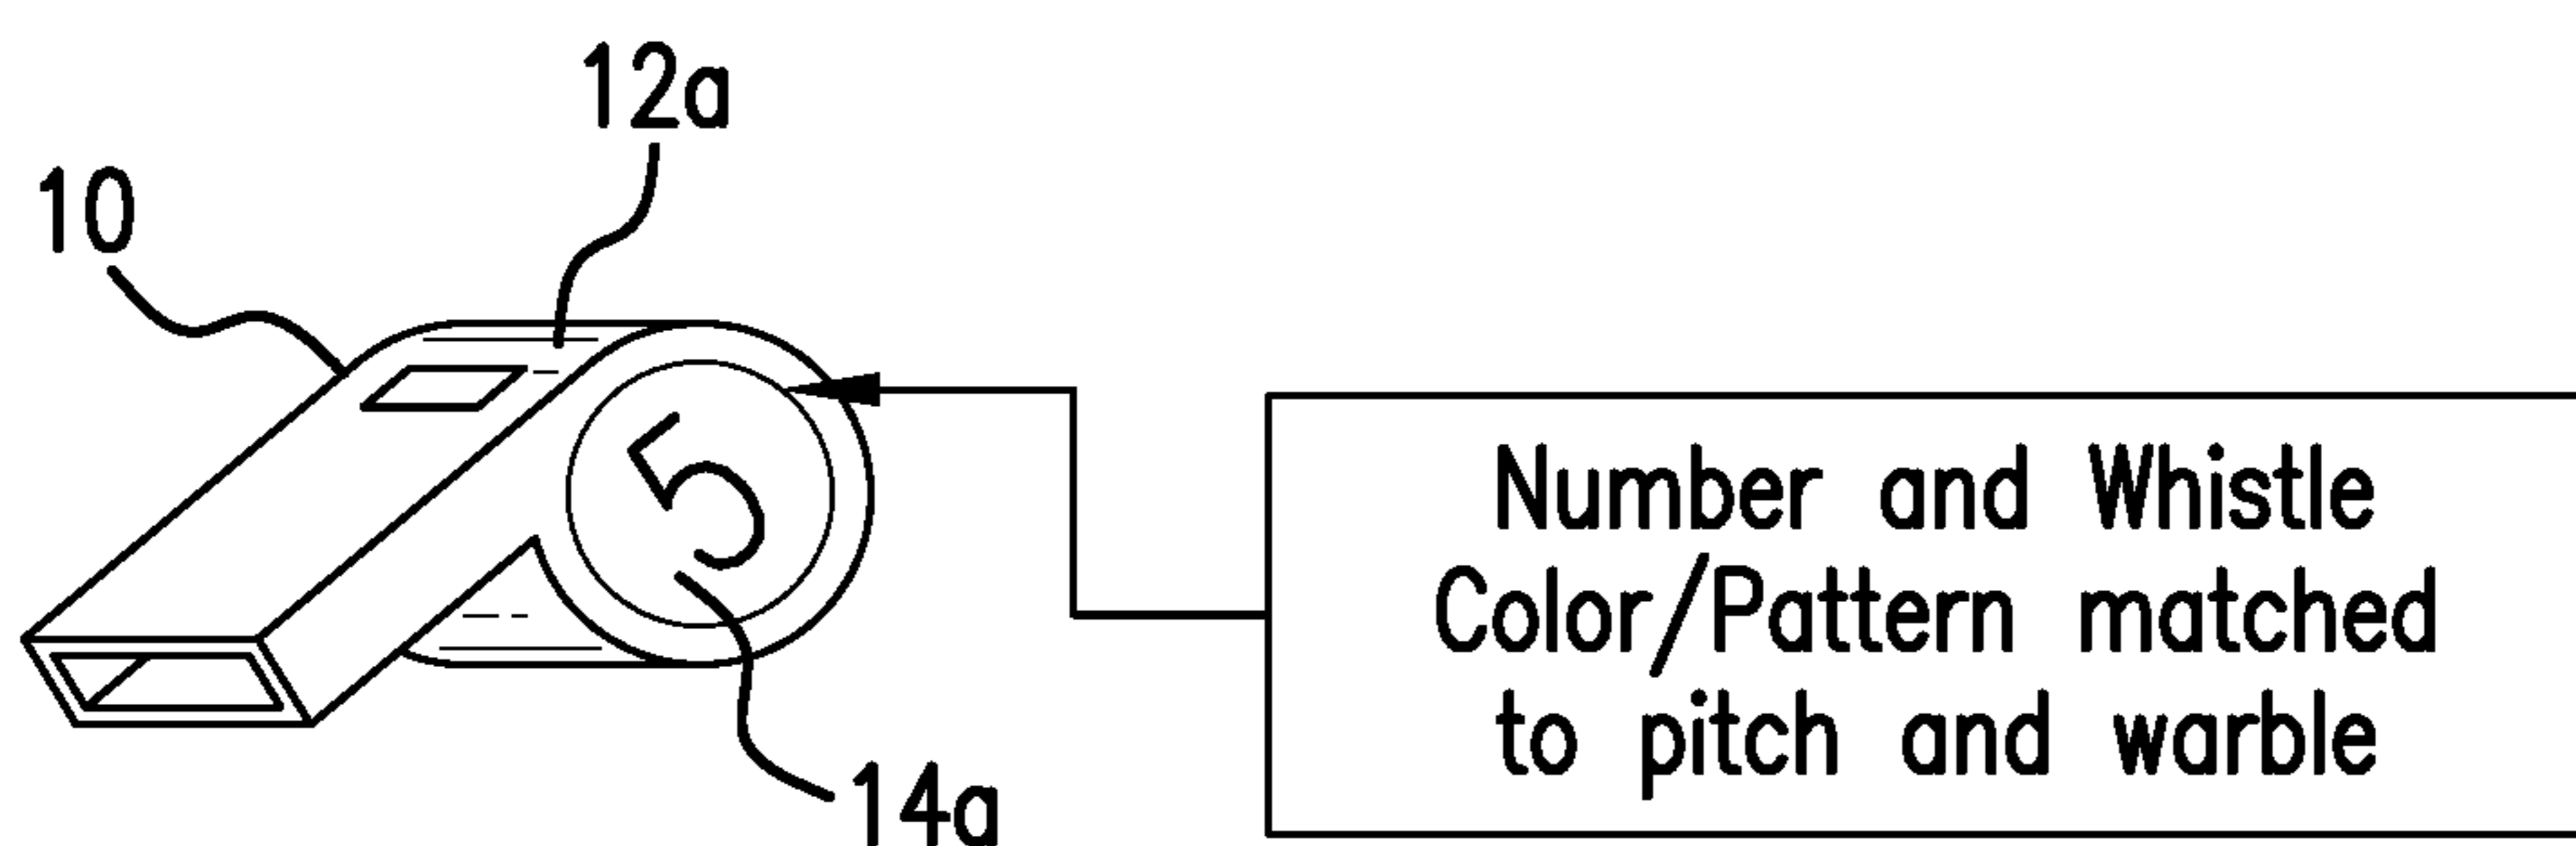 12a
10
5
14a
Number and Whistle
Color/Pattern matched
to pitch and warble